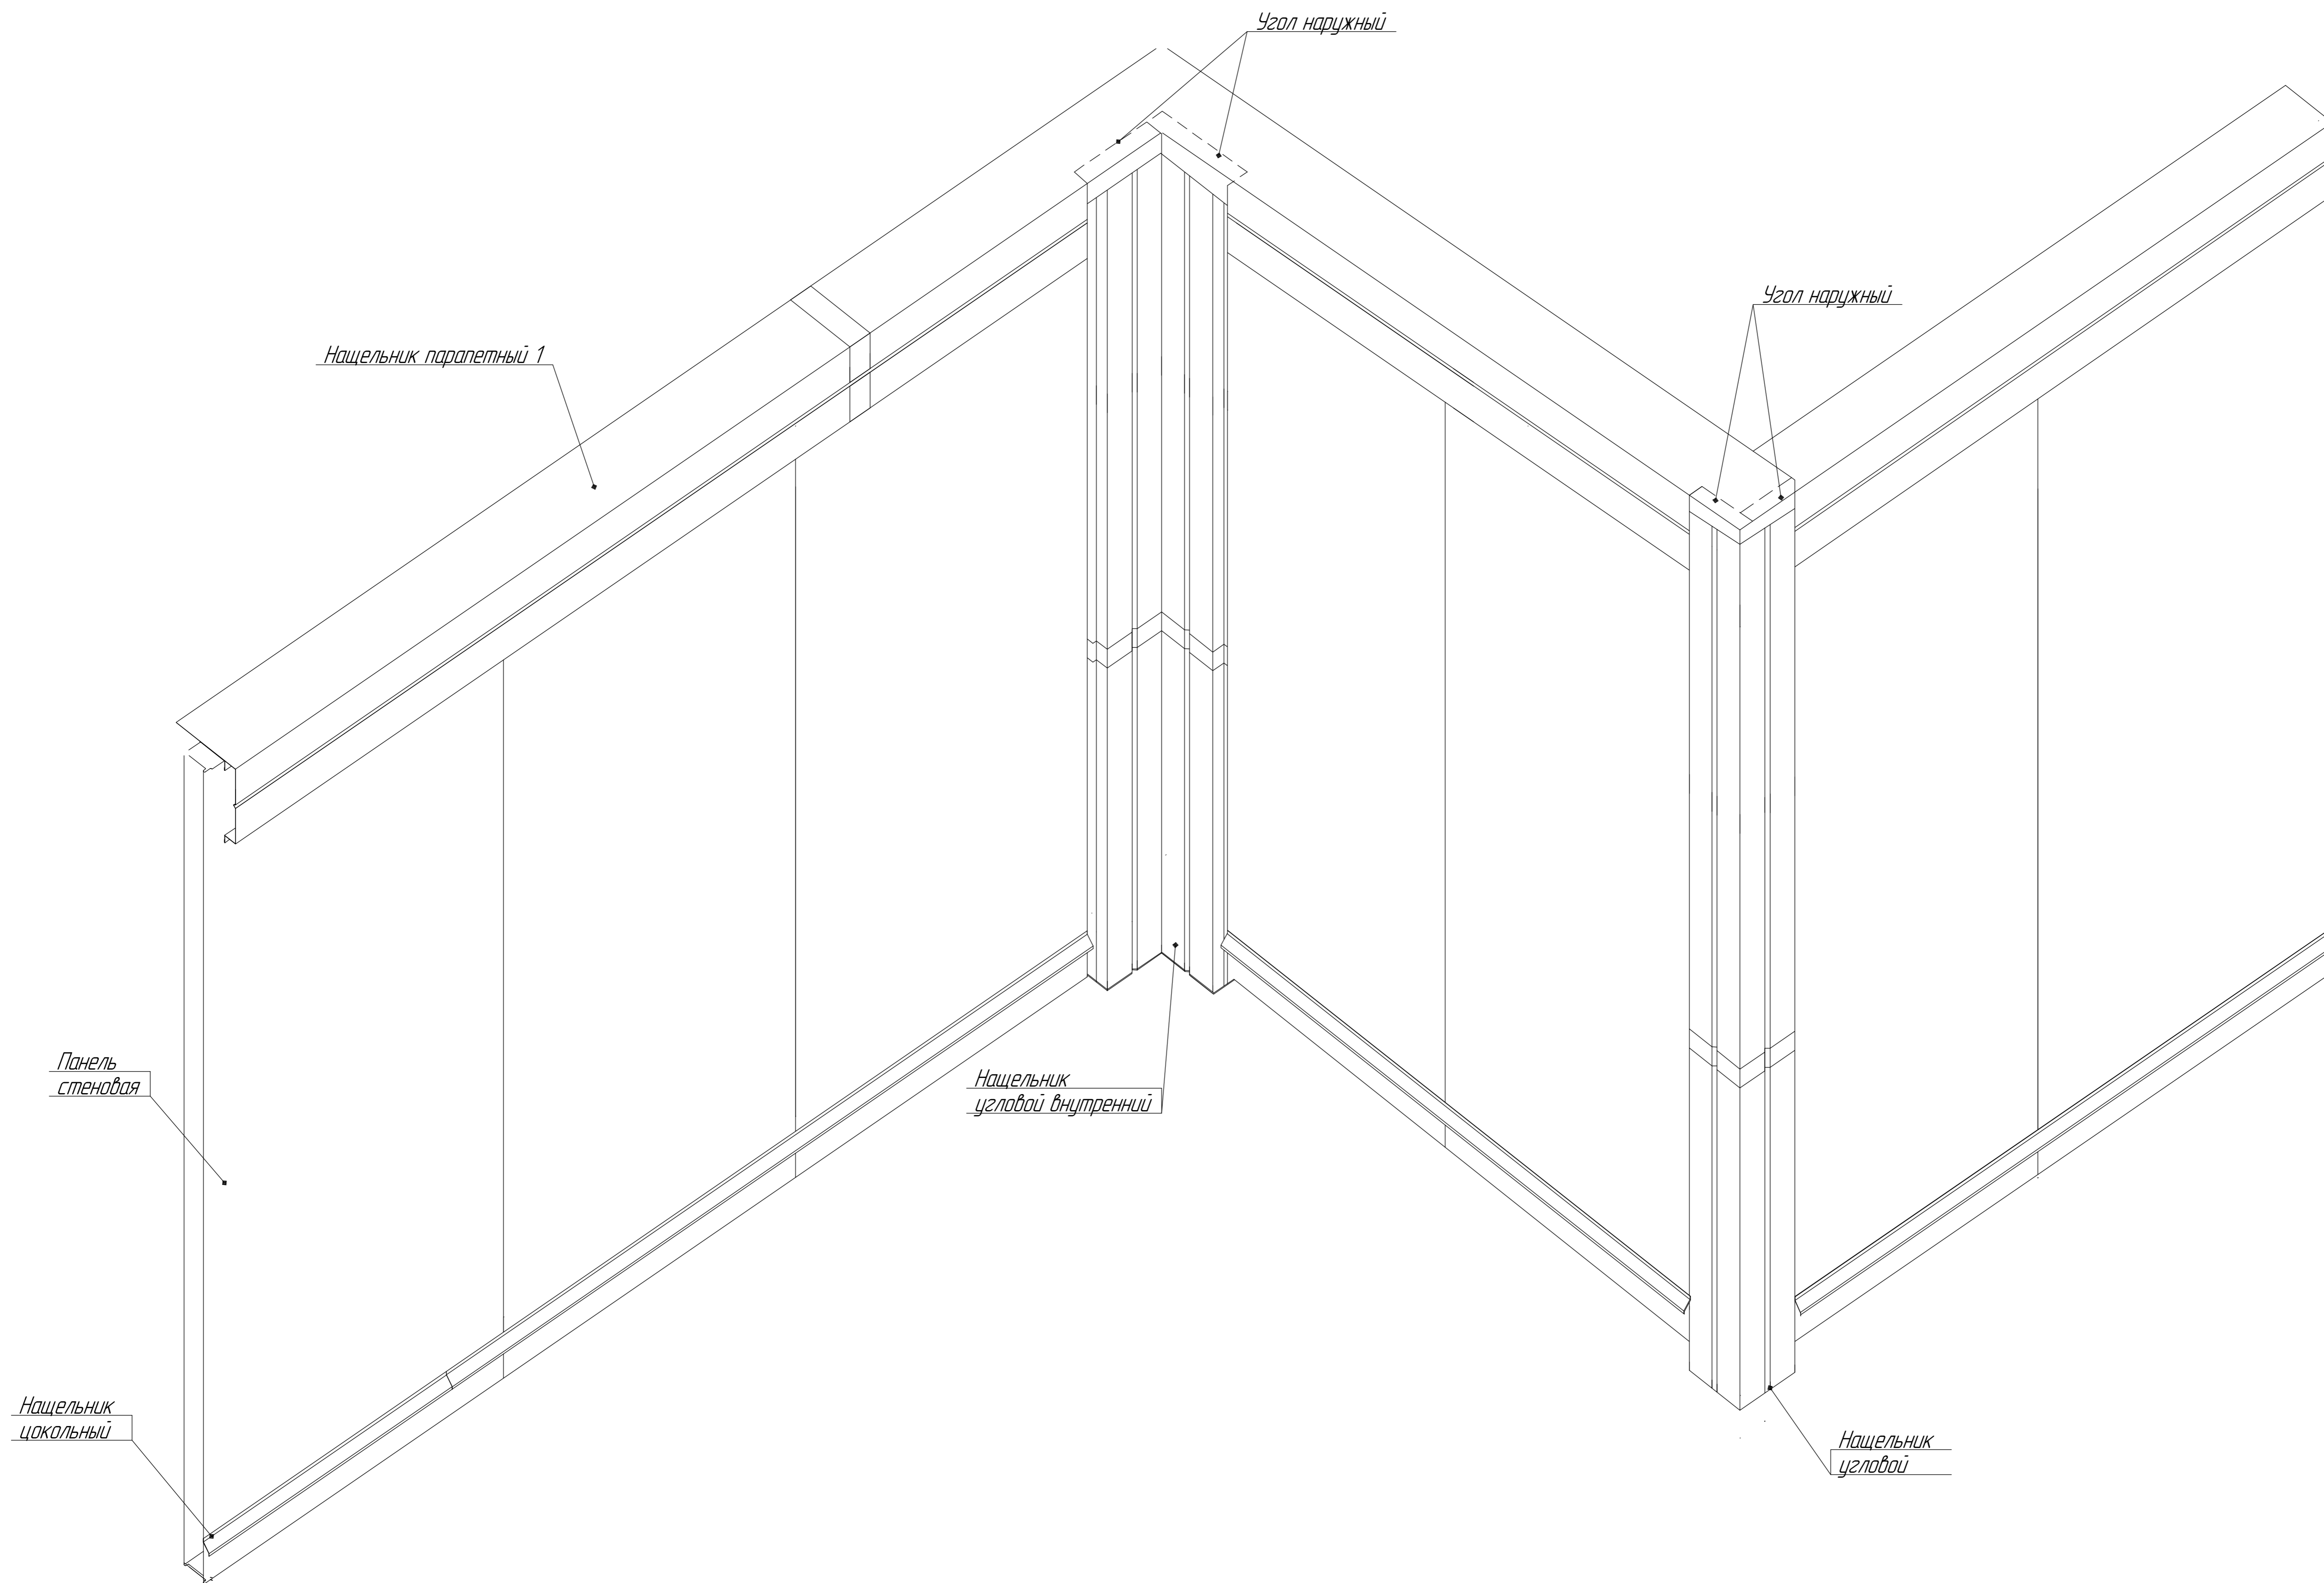 Угол наружный
Угол наружный
Нащельник парапетный 1
Панель
стеновая
Нащельник
угловой внутренний
Нащельник
цокольный
Нащельник
угловой